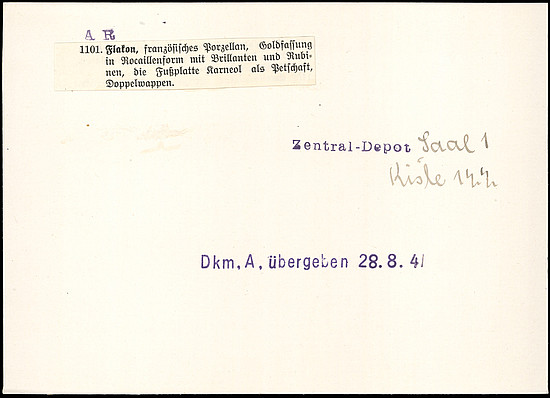 A R
1101. Flakon, französisches Porzellan, Goldfassung
in Rocaillenform mit Brillanten und Rubi-
nen, die Fußplatte Karneol als Petschaft,
Doppelwappen.
Zentral-Depot Saal 1
Kiste
Dkm. A, übergeben 28. 8. 41